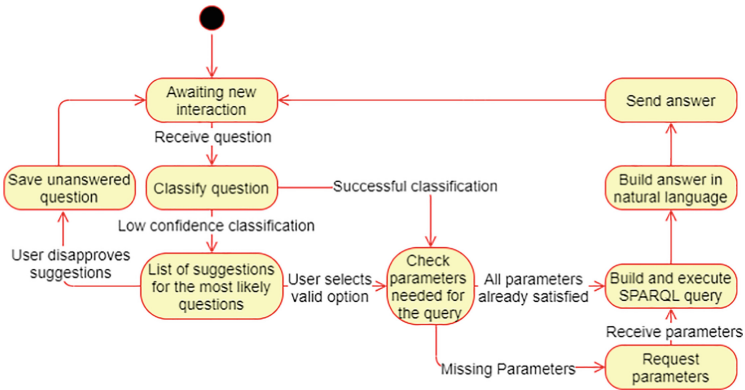 Awaiting new
interaction
Send answer
Receive question
Save unanswered
question
Classify question
Successful classification
Build answer in
natural language
Low confidence classification
User disapproves
suggestions
List of suggestions
for the most likely
questions
User selects
valid option
Check
parameters
needed for
the query
All parameters
already satisfied
Build and execute
SPARQL query
Receive parameters
Missing Parameters
Request
parameters